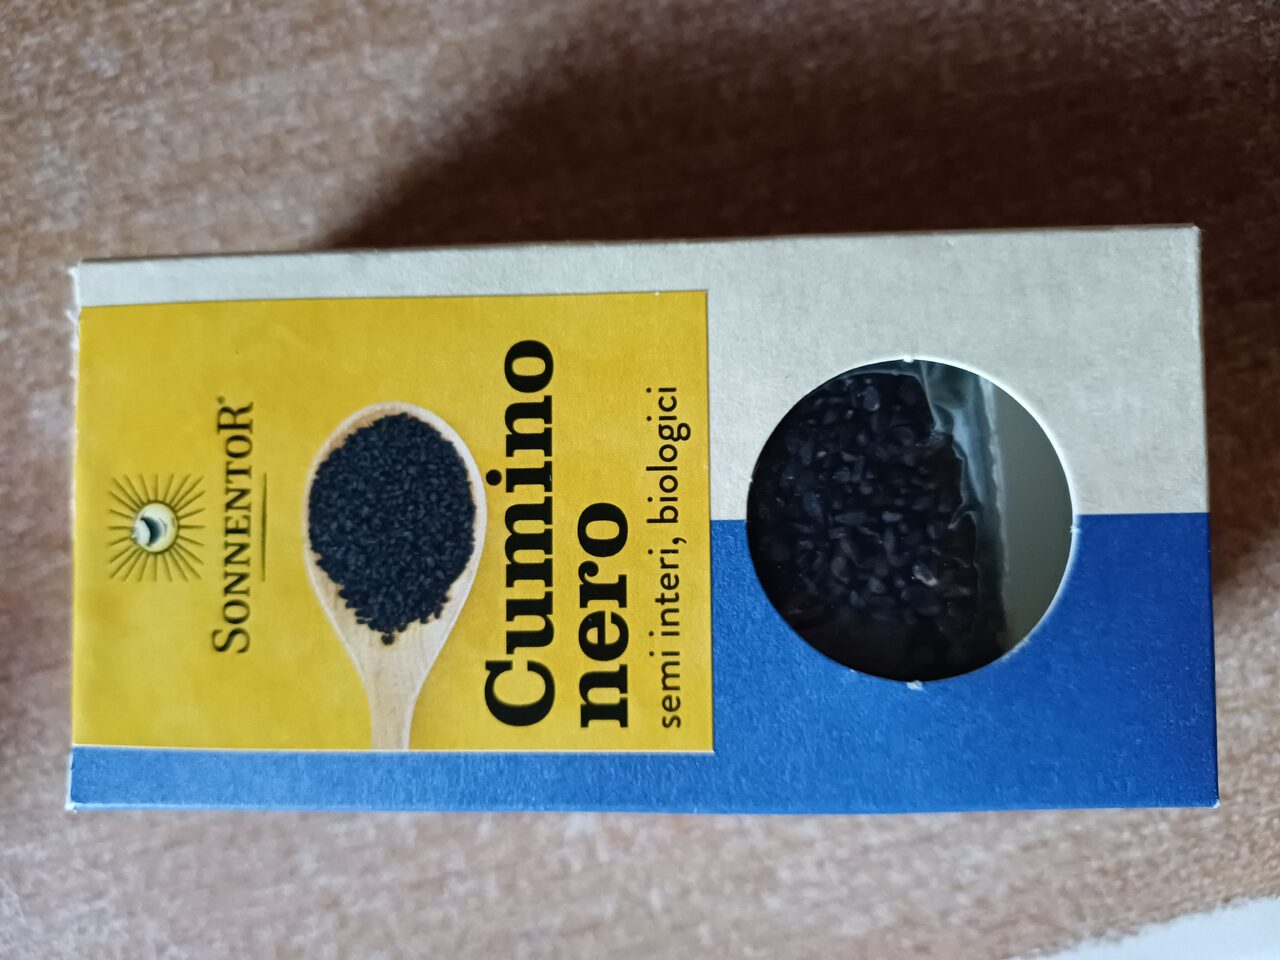 SONNENTOR®
Cumino
nero
semi interi, biologici